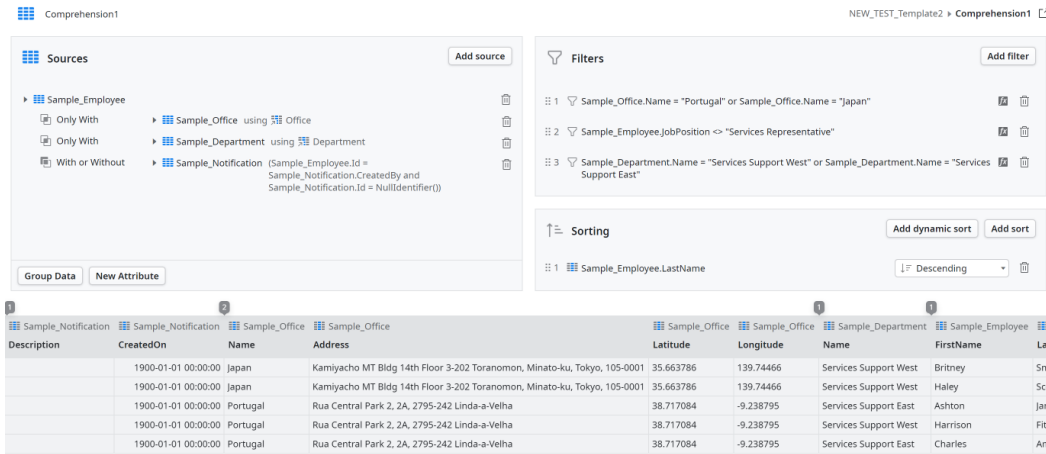 Comprehension1
NEW_TEST_Template2 ▸ Comprehension1
Sources
Add source
Sample_Employee
Only With Sample_Office using Office
Only With Sample_Department using Department
With or Without Sample_Notification (Sample_Employee.Id =
Sample_Notification.CreatedBy and
Sample_Notification.Id = NullIdentifier())
Group Data New Attribute
Filters
Add filter
1 Sample_Office.Name = "Portugal" or Sample_Office.Name = "Japan"
2 Sample_Employee.JobPosition <> "Services Representative"
3 Sample_Department.Name = "Services Support West" or Sample_Department.Name = "Services
Support East"
Sorting
Add dynamic sort Add sort
1 Sample_Employee.LastName Descending
1 2 1 1
Sample_Notification Sample_Notification Sample_Office Sample_Office Sample_Office Sample_Office Sample_Department Sample_Employee
Description CreatedOn Name Address Latitude Longitude Name FirstName La
1900-01-01 00:00:00 Japan Kamiyacho MT Bldg 14th Floor 3-202 Toranomon, Minato-ku, Tokyo, 105-0001 35.663786 139.74466 Services Support West Britney
1900-01-01 00:00:00 Japan Kamiyacho MT Bldg 14th Floor 3-202 Toranomon, Minato-ku, Tokyo, 105-0001 35.663786 139.74466 Services Support West Haley Sc
1900-01-01 00:00:00 Portugal Rua Central Park 2, 2A, 2795-242 Linda-a-Velha 38.717084 -9.238795 Services Support East Ashton
1900-01-01 00:00:00 Portugal Rua Central Park 2, 2A, 2795-242 Linda-a-Velha 38.717084 -9.238795 Services Support West Harrison Fit
1900-01-01 00:00:00 Portugal Rua Central Park 2, 2A, 2795-242 Linda-a-Velha 38.717084 -9.238795 Services Support East Charles